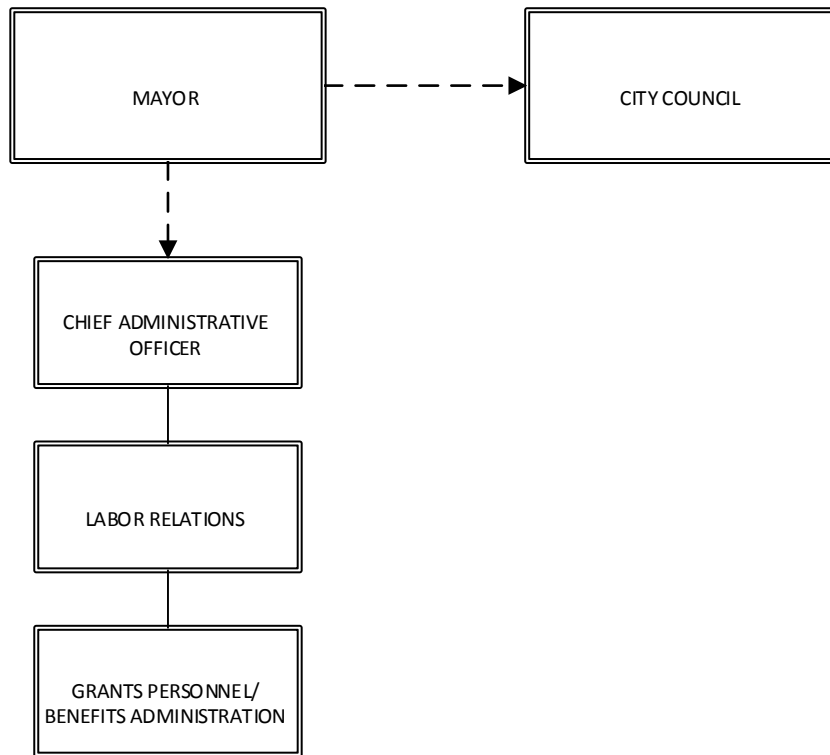 MAYOR
CITY COUNCIL
CHIEF ADMINISTRATIVE
OFFICER
LABOR RELATIONS
GRANTS PERSONNEL/
BENEFITS ADMINISTRATION